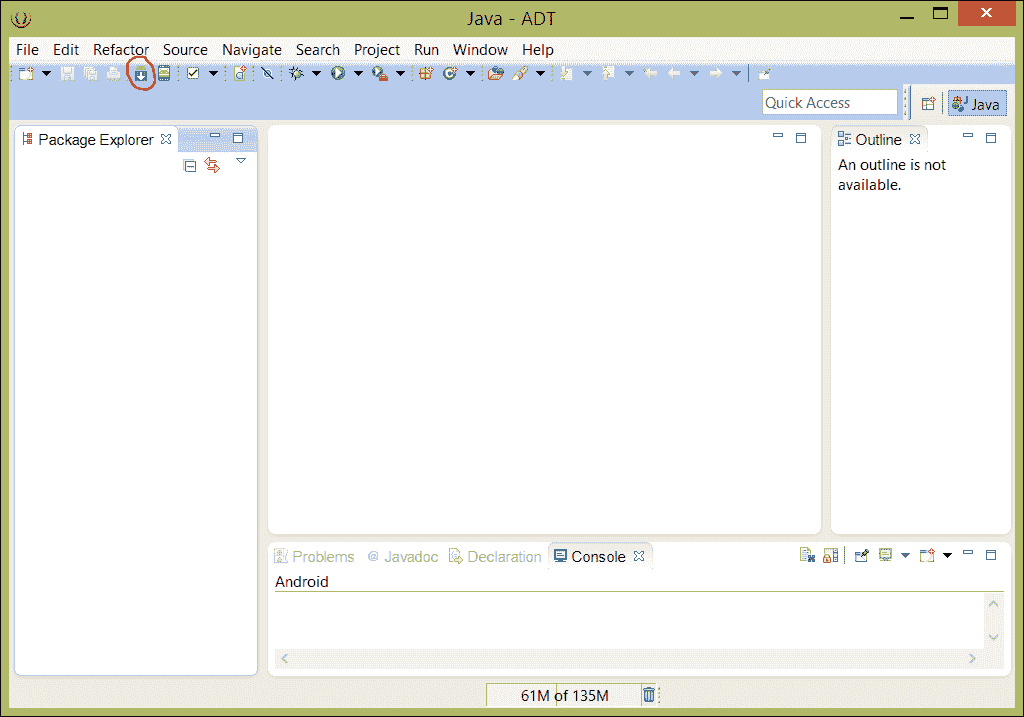 Java - ADT
File Edit Refactor Source Navigate Search Project Run Window Help
Quick Access
Java
Package Explorer
Outline
An outline is not
available.
Problems @ Javadoc Declaration Console
Android
61M of 135M